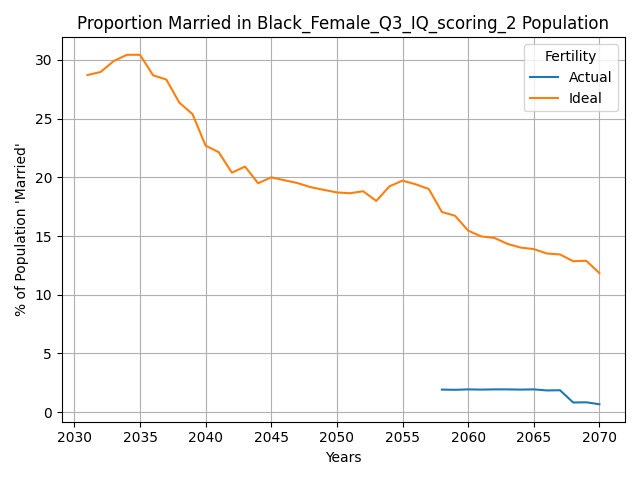 Proportion Married in Black_Female_Q3_IQ_scoring_2 Population
% of Population 'Married'
30
25
20
15
10
5
0
Fertility
Actual
Ideal
2030 2035 2040 2045 2050 2055 2060 2065 2070
Years